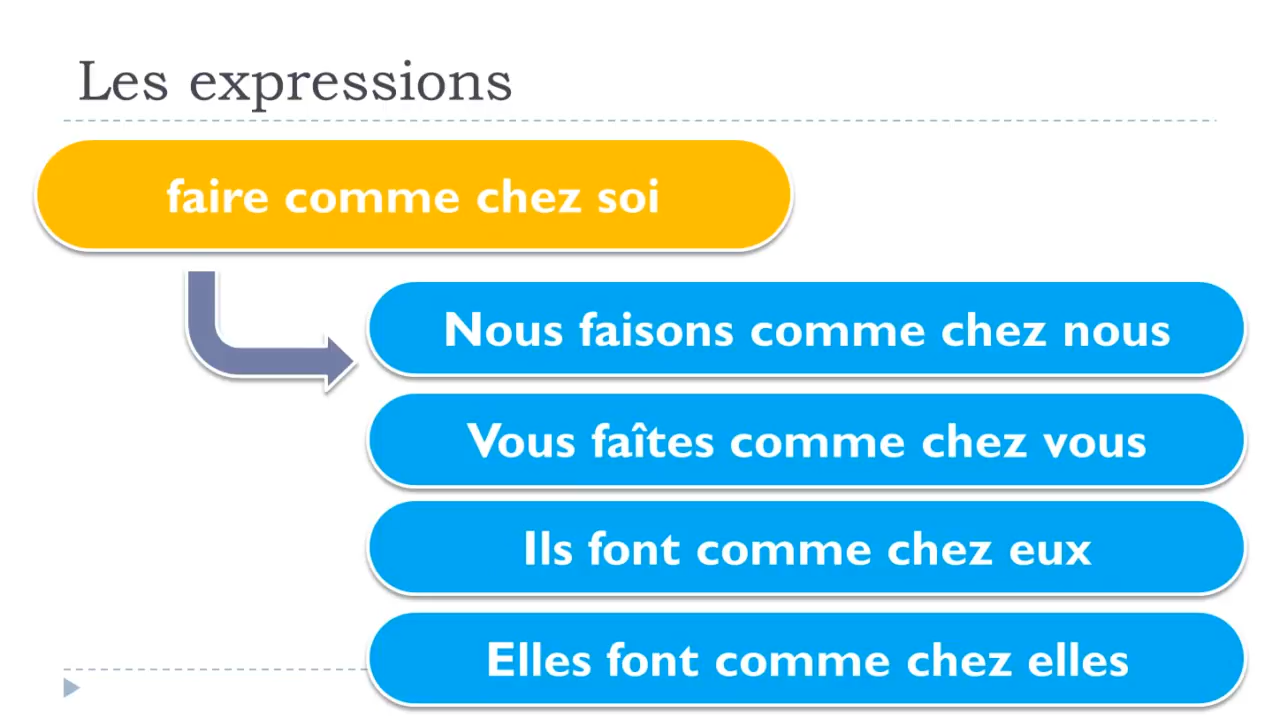 Les expressions
faire comme chez soi
Nous faisons comme chez nous
Vous faîtes comme chez vous
Ils font comme chez eux
Elles font comme chez elles